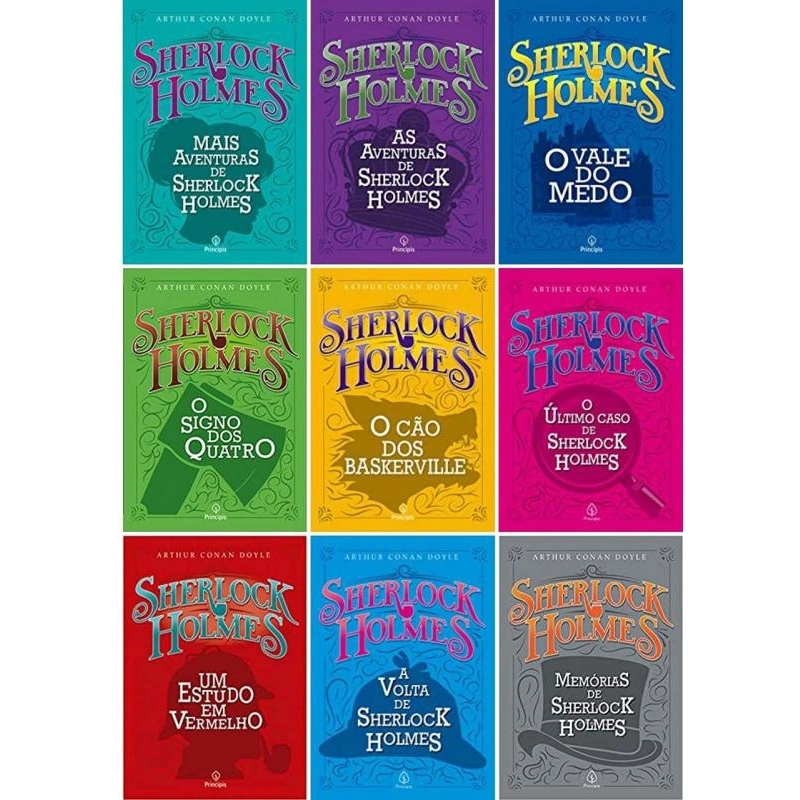 ARTHUR CONAN DOYLE
SHERLOCK
HOLMES
MAIS
AVENTURAS
DE
SHERLOCK
HOLMES
Principis
ARTHUR CONAN DOYLE
SHERLOCK
HOLMES
AS
AVENTURAS
DE
SHERLOCK
HOLMES
Principis
ARTHUR CONAN DOYLE
SHERLOCK
HOLMES
O VALE
DO
MEDO
Principis
ARTHUR CONAN DOYLE
SHERLOCK
HOLMES
O
SIGNO
DOS
QUATRO
Principis
ARTHUR CONAN DOYLE
SHERLOCK
HOLMES
O CÃO
DOS
BASKERVILLE
Principis
ARTHUR CONAN DOYLE
SHERLOCK
HOLMES
O
ÚLTIMO CASO
DE
SHERLOCK
HOLMES
Principis
ARTHUR CONAN DOYLE
SHERLOCK
HOLMES
UM
ESTUDO
EM
VERMELHO
Principis
ARTHUR CONAN DOYLE
SHERLOCK
HOLMES
A
VOLTA
DE
SHERLOCK
HOLMES
Principis
ARTHUR CONAN DOYLE
SHERLOCK
HOLMES
MEMÓRIAS
DE
SHERLOCK
HOLMES
Principis